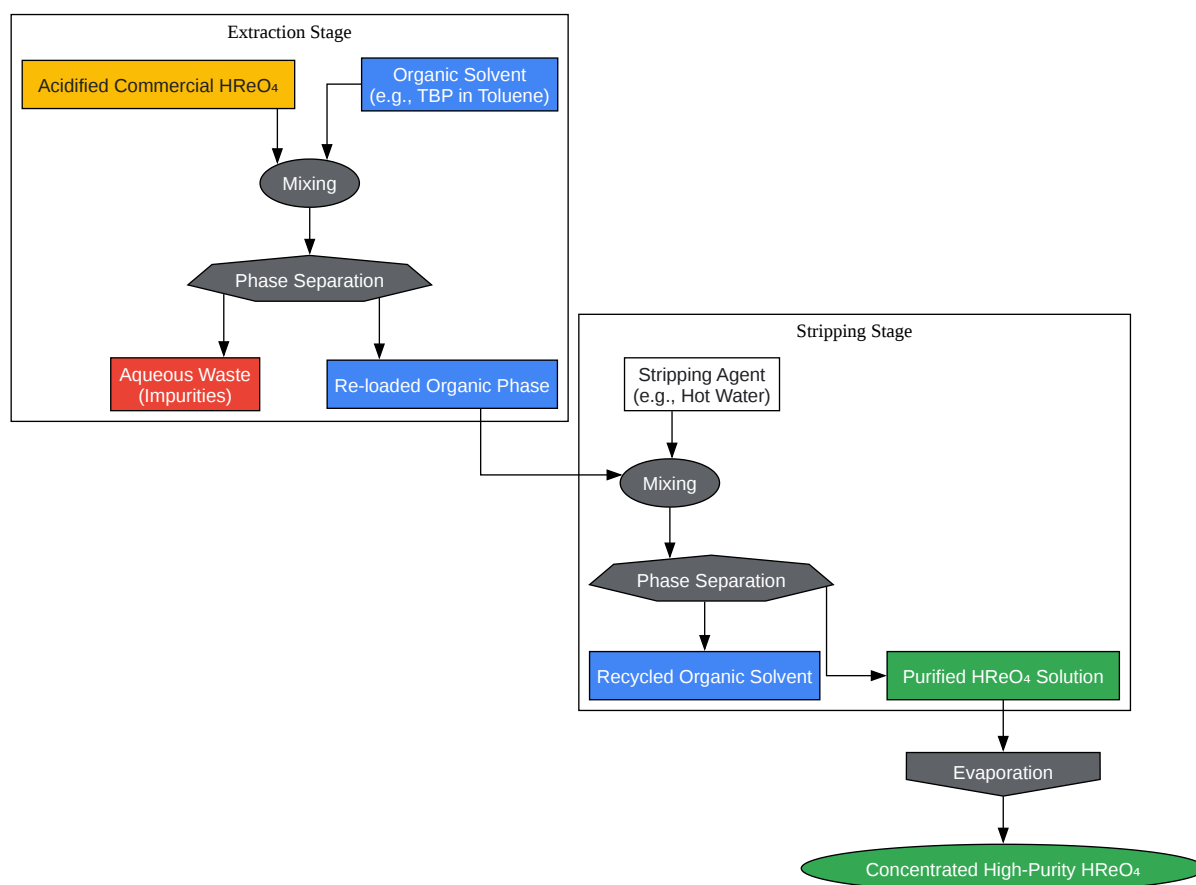 Extraction Stage
Acidified Commercial HReO₄
Organic Solvent
(e.g., TBP in Toluene)
Mixing
Phase Separation
Aqueous Waste
(Impurities)
Re-loaded Organic Phase
Stripping Stage
Stripping Agent
(e.g., Hot Water)
Mixing
Phase Separation
Recycled Organic Solvent
Purified HReO₄ Solution
Evaporation
Concentrated High-Purity HReO₄